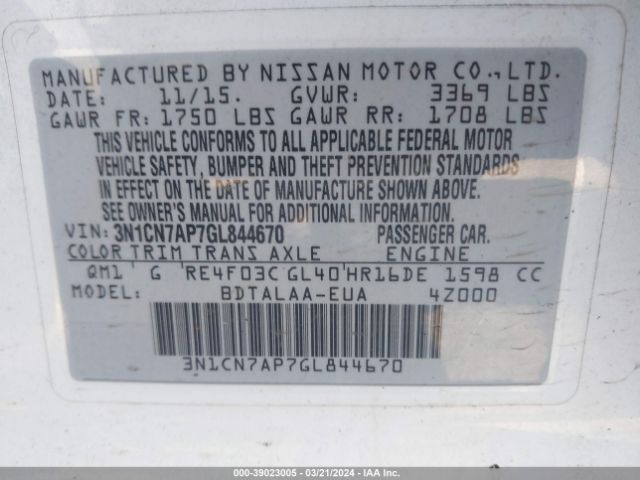 MANUFACTURED BY NISSAN MOTOR CO., LTD.
DATE: 11/15. GVWR: 3369 LBS
GAWR FR: 1750 LBS GAWR RR: 1708 LBS
THIS VEHICLE CONFORMS TO ALL APPLICABLE FEDERAL MOTOR
VEHICLE SAFETY, BUMPER AND THEFT PREVENTION STANDARDS
IN EFFECT ON THE DATE OF MANUFACTURE SHOWN ABOVE.
SEE OWNER'S MANUAL FOR ADDITIONAL INFORMATION.
VIN: 3N1CN7AP7GL844670 PASSENGER CAR.
COLOR TRIM TRANS AXLE ENGINE
QM1 G RE4F03C GL40 HR16DE 1598 CC
MODEL: BDTALAA-EUA 4Z000
3N1CN7AP7GL844670
000-39023005 - 03/21/2024 - IAA Inc.